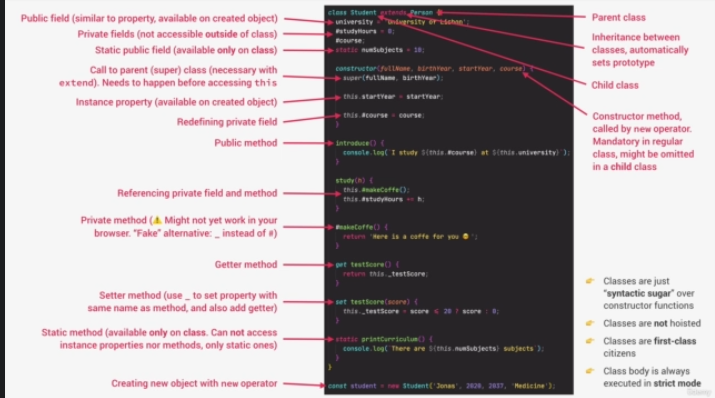 Public field (similar to property, available on created object)
Private fields (not accessible outside of class)
Static public field (available only on class)
Call to parent (super) class (necessary with
extend). Needs to happen before accessing this
Instance property (available on created object)
Redefining private field
Public method
Referencing private field and method
Private method (⚠️ Might not yet work in your
browser. "Fake" alternative: _ instead of #)
Getter method
Setter method (use _ to set property with
same name as method, and also add getter)
Static method (available only on class. Can not access
instance properties nor methods, only static ones)
Creating new object with new operator
class Student extends Person {
university = 'University of Lisbon';
#studyHours = 0;
#course;
static numSubjects = 10;
constructor(fullName, birthYear, startYear, course) {
super(fullName, birthYear);
this.startYear = startYear;
this.#course = course;
}
introduce() {
console.log(`I study ${this.#course} at ${this.university}`);
}
study(h) {
this.#makeCoffe();
this.#studyHours += h;
}
#makeCoffe() {
return 'Here is a coffe for you ☕';
}
get testScore() {
return this._testScore;
}
set testScore(score) {
this._testScore = score ≤ 20 ? score : 0;
}
static printCurriculum() {
console.log(`There are ${this.numSubjects} subjects`);
}
}
const student = new Student('Jonas', 2020, 2037, 'Medicine');
Parent class
Inheritance between
classes, automatically
sets prototype
Child class
Constructor method,
called by new operator.
Mandatory in regular
class, might be omitted
in a child class
👉 Classes are just
"syntactic sugar" over
constructor functions
👉 Classes are not hoisted
👉 Classes are first-class
citizens
👉 Class body is always
executed in strict mode